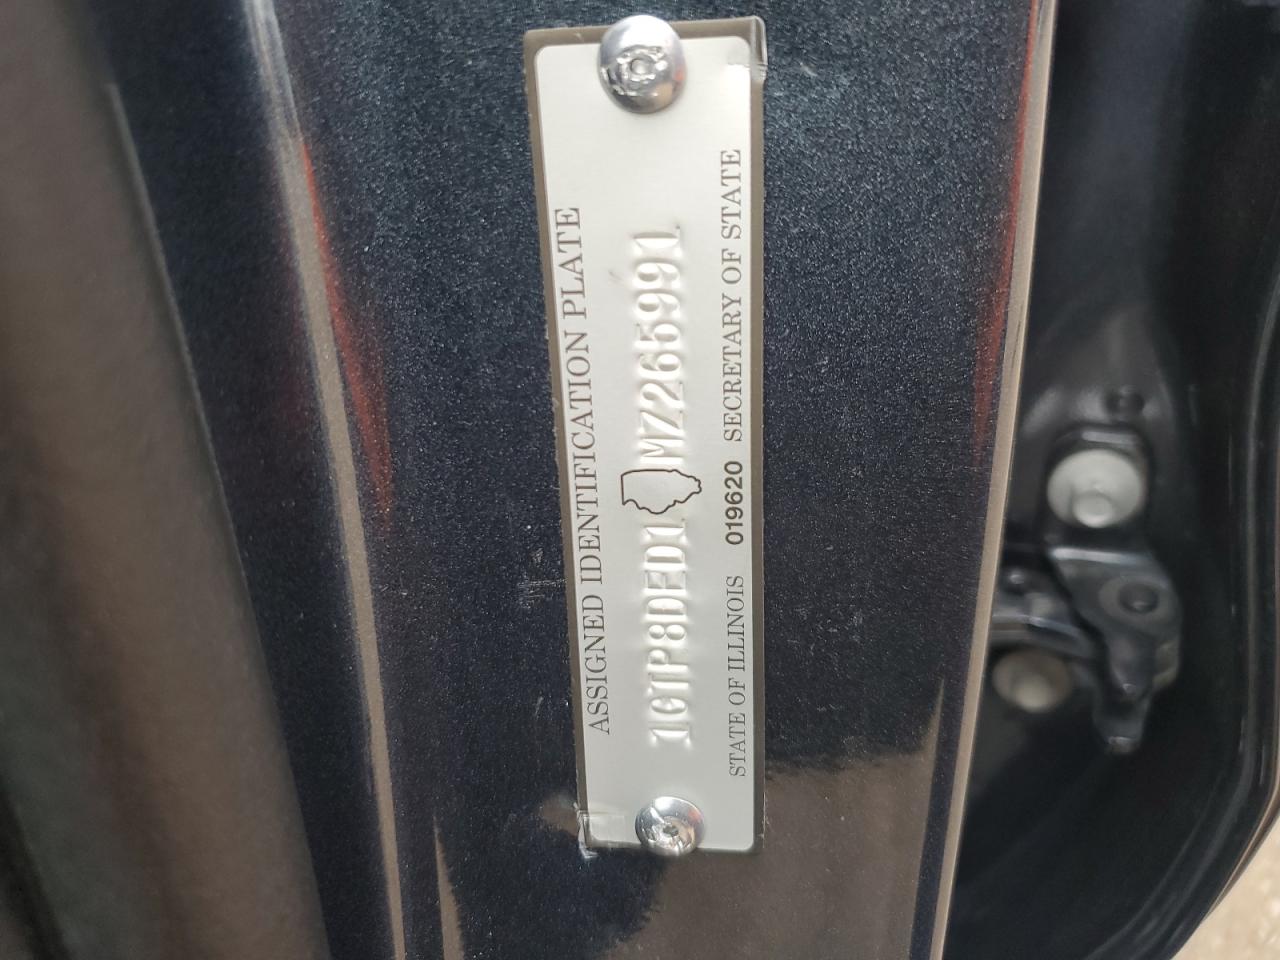 ASSIGNED IDENTIFICATION PLATE
1GTP8DED1 MZ265991
STATE OF ILLINOIS 019620 SECRETARY OF STATE